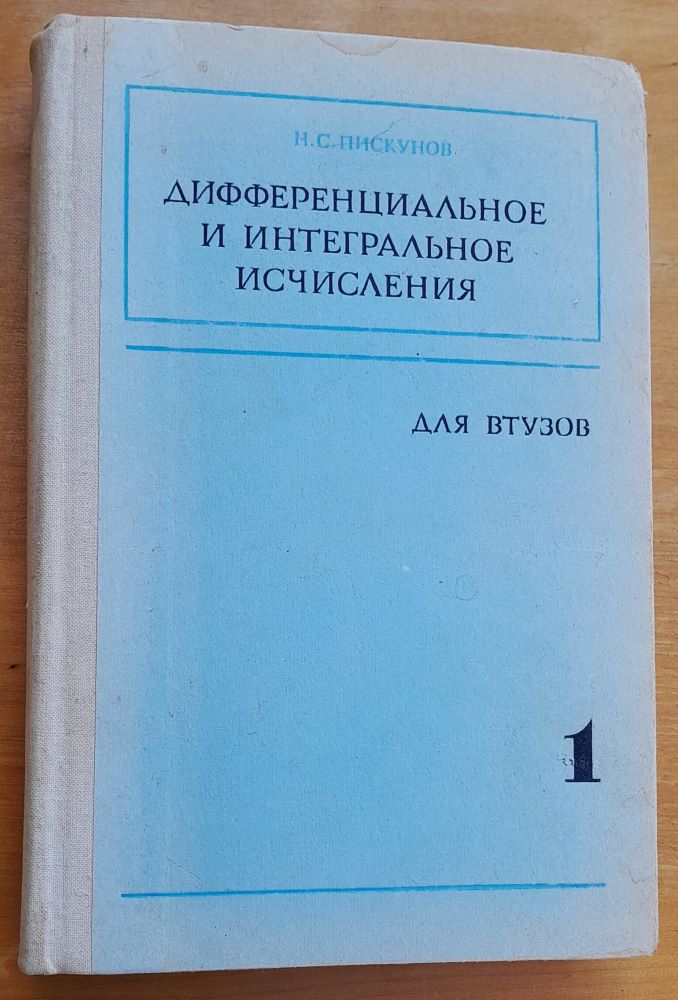 Н. С. ПИСКУНОВ
ДИФФЕРЕНЦИАЛЬНОЕ
И ИНТЕГРАЛЬНОЕ
ИСЧИСЛЕНИЯ
ДЛЯ ВТУЗОВ
1